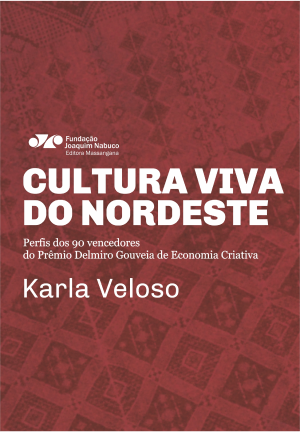 Fundação
Joaquim Nabuco
Editora Massangana
CULTURA VIVA
DO NORDESTE
Perfis dos 90 vencedores
do Prêmio Delmiro Gouveia de Economia Criativa
Karla Veloso